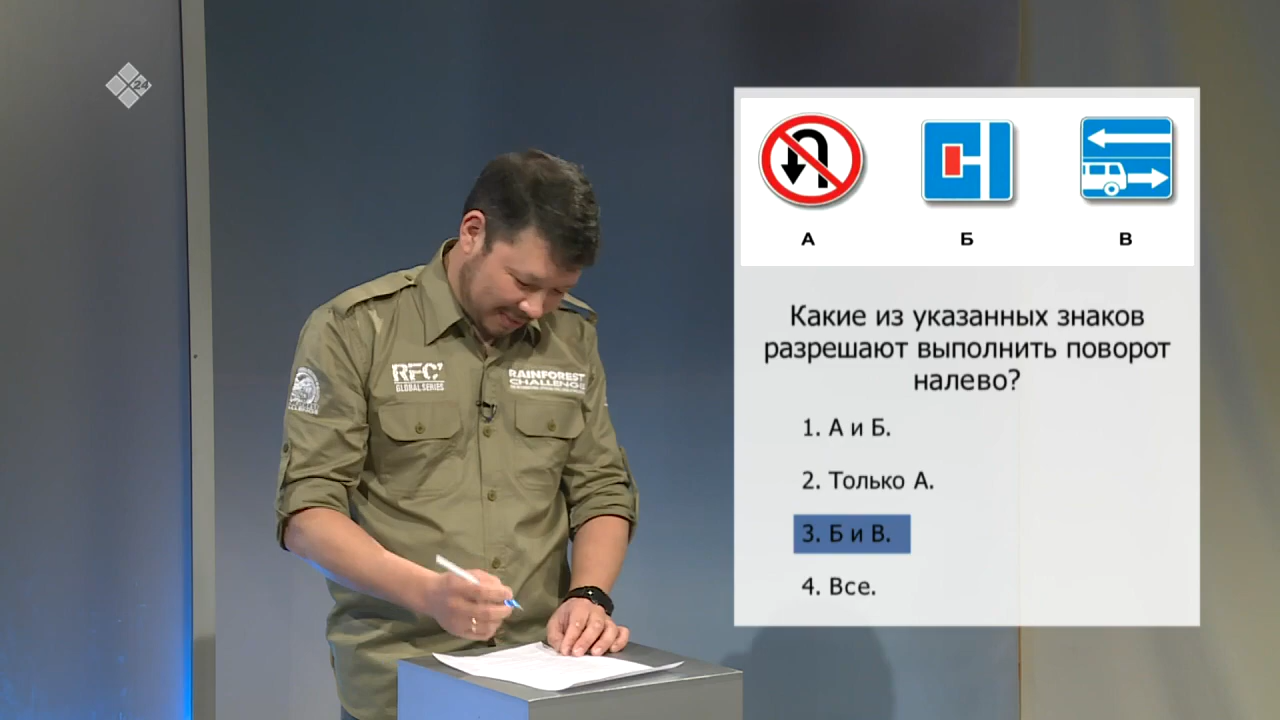 24
А
Б
В
Какие из указанных знаков
разрешают выполнить поворот
налево?
1. А и Б.
2. Только А.
3. Б и В.
4. Все.
RFC
GLOBAL SERIES
RAINFOREST
CHALLENGE